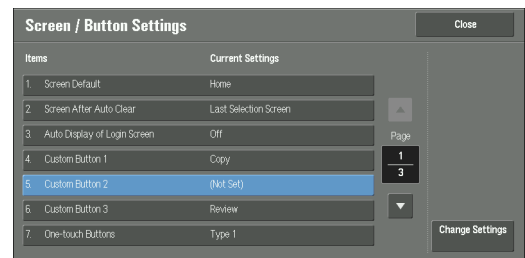 Screen / Button Settings
Close
Items Current Settings
1. Screen Default Home
2. Screen After Auto Clear Last Selection Screen
3. Auto Display of Login Screen Off
Page
4. Custom Button 1 Copy
1
3
5. Custom Button 2 (Not Set)
6. Custom Button 3 Review
7. One-touch Buttons Type 1
Change Settings